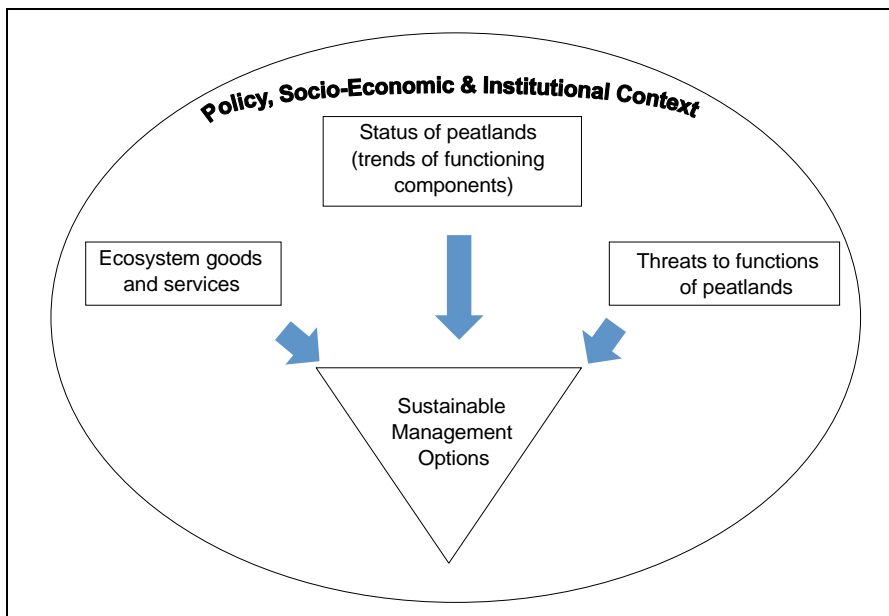 Policy, Socio-Economic & Institutional Context
Status of peatlands
(trends of functioning
components)
Ecosystem goods
and services
Threats to functions
of peatlands
Sustainable
Management
Options